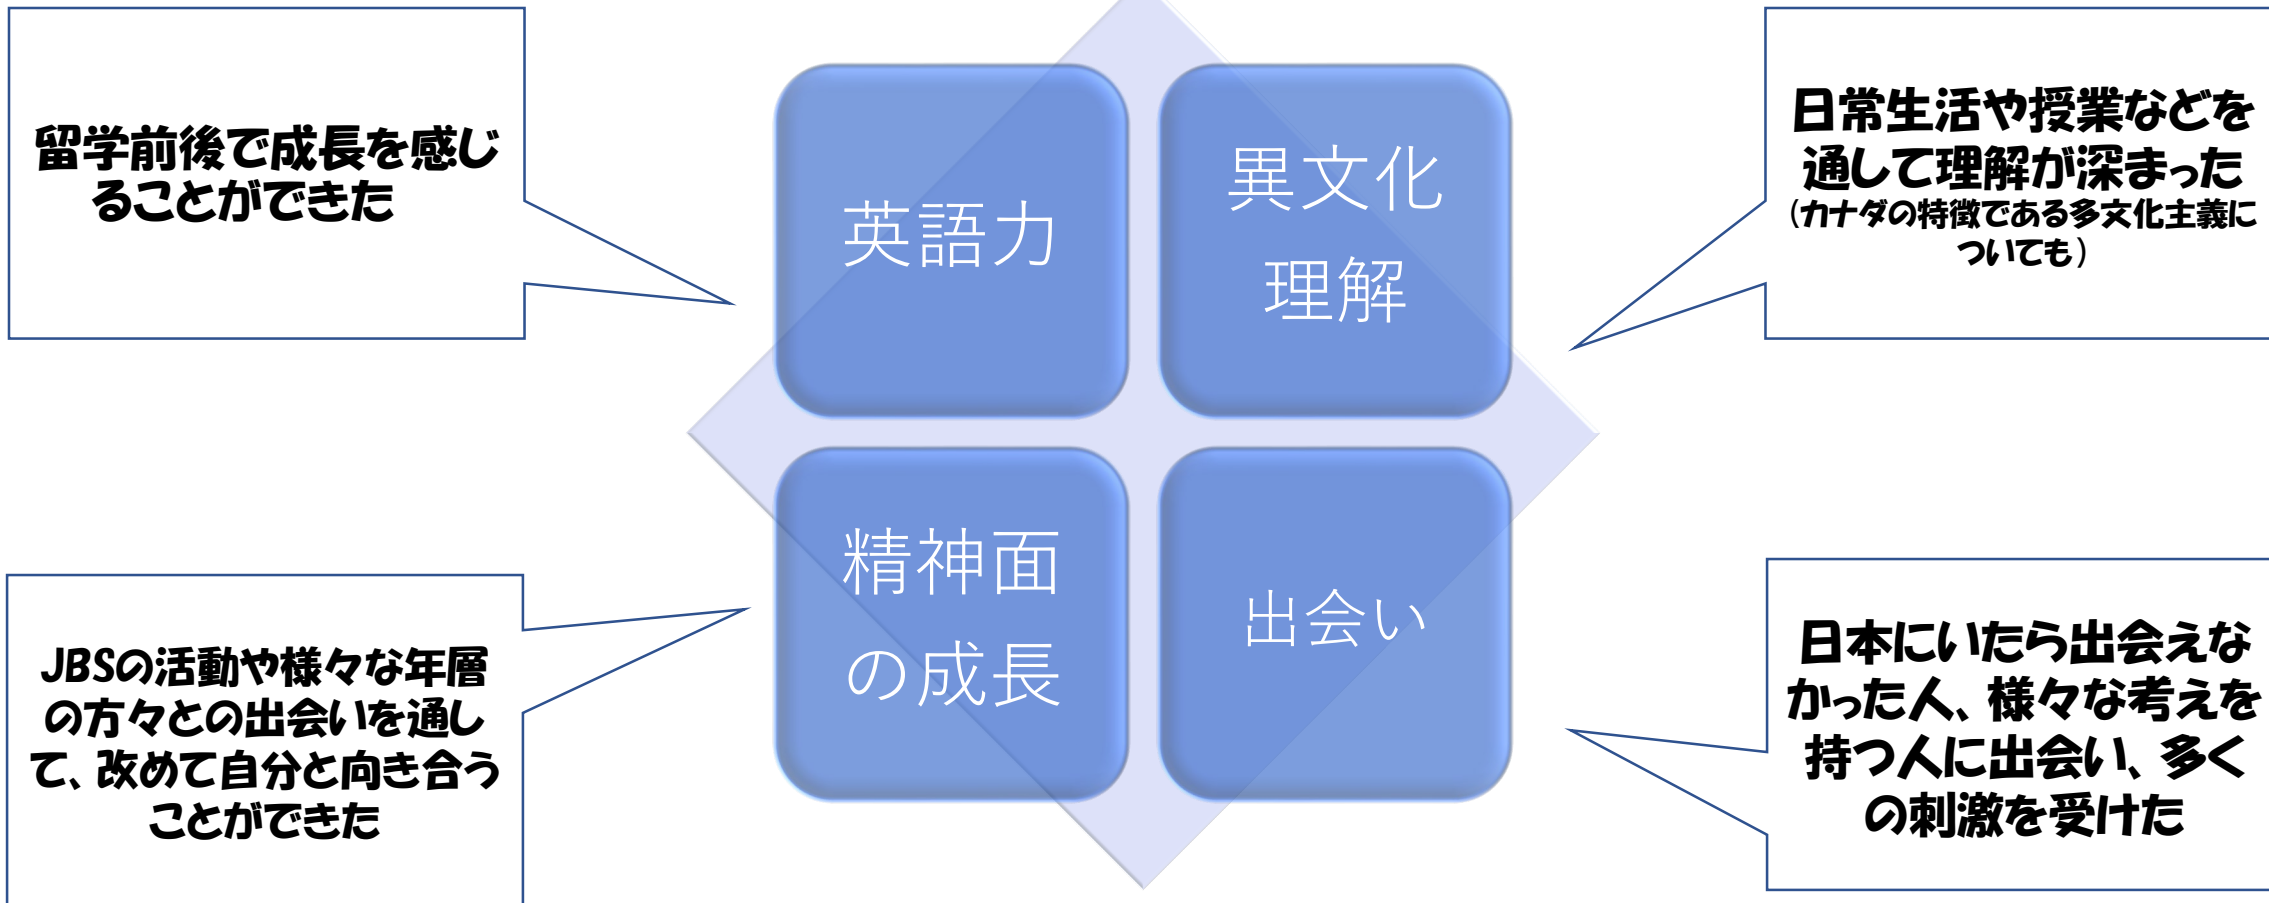 留学前後で成長を感じ
ることができた
英語力
異文化
理解
日常生活や授業などを
通して理解が深まった
(カナダの特徴である多文化主義に
ついても)
JBSの活動や様々な年層
の方々との出会いを通し
て、改めて自分と向き合う
ことができた
精神面
の成長
出会い
日本にいたら出会えな
かった人、様々な考えを
持つ人に出会い、多く
の刺激を受けた